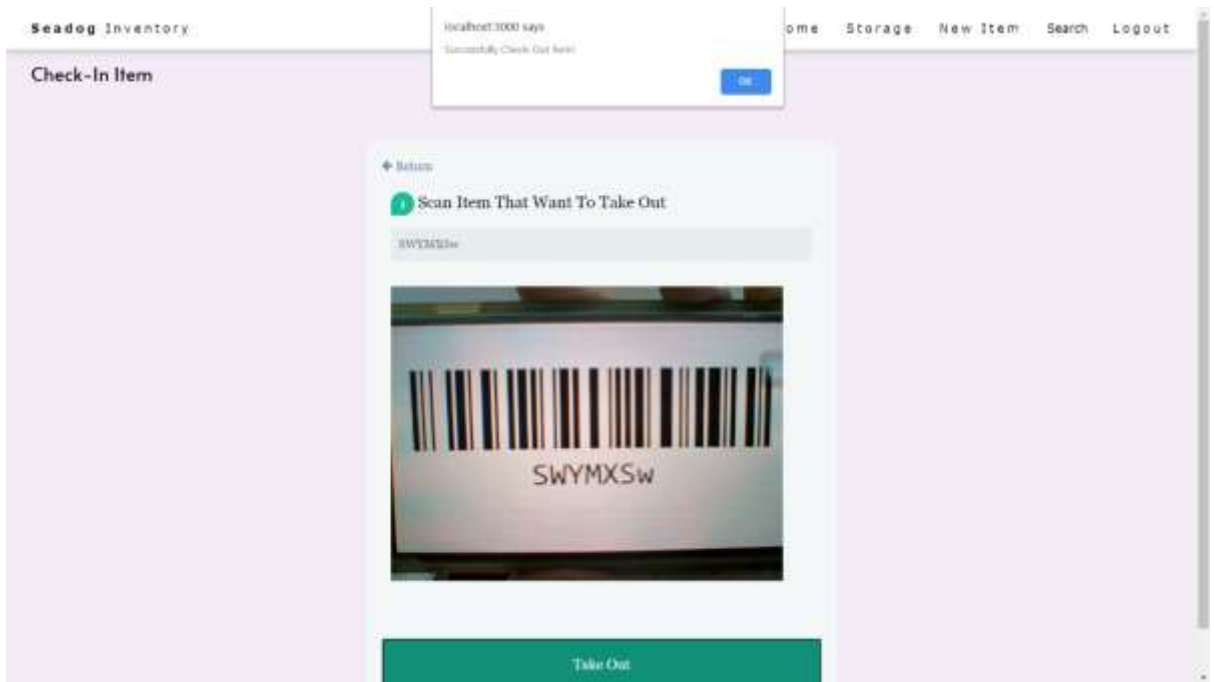 Seadog Inventory
ome Storage New Item Search Logout
localhost:3000 says
Successfully Check Out Item!
OK
Check-In Item
Return
1 Scan Item That Want To Take Out
SWYMXSw
SWYMXSw
Take Out